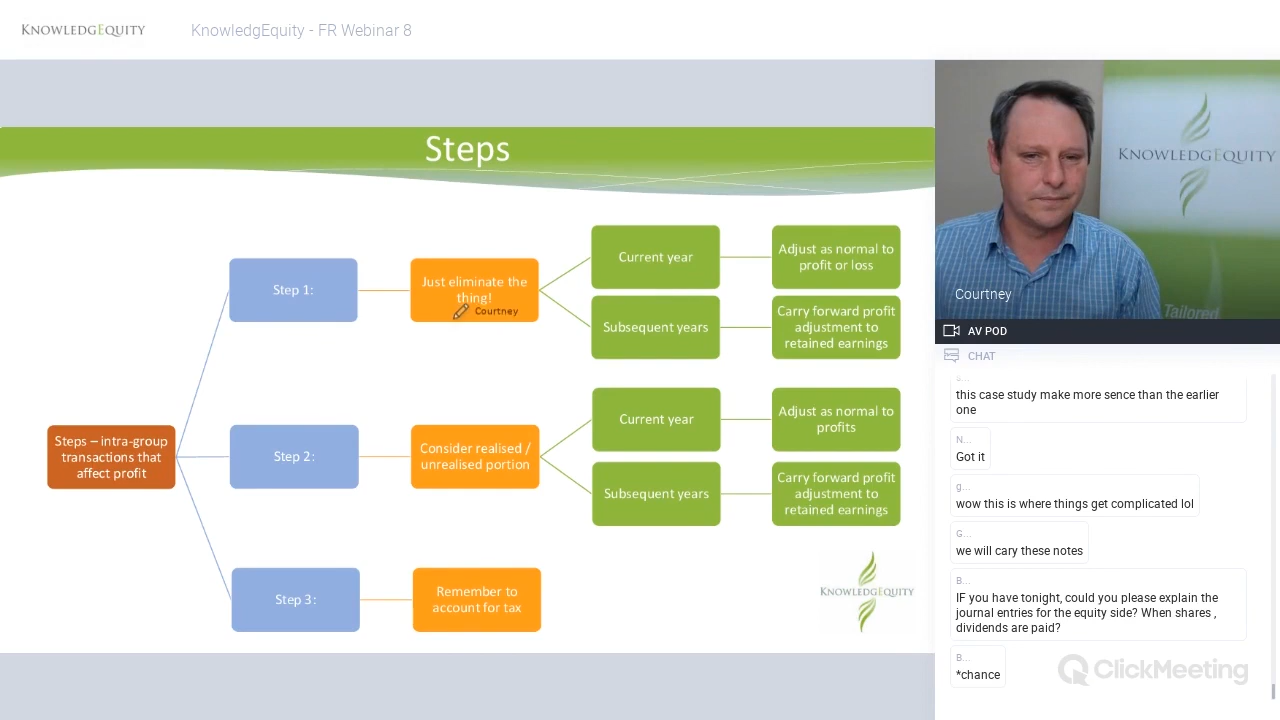 KNOWLEDGEQUITY
KnowledgEquity - FR Webinar 8
Steps
Step 1:
Just eliminate the
thing!
Courtney
Current year
Adjust as normal to
profit or loss
Subsequent years
Carry forward profit
adjustment to
retained earnings
Steps – intra-group
transactions that
affect profit
Step 2:
Consider realised /
unrealised portion
Current year
Adjust as normal to
profits
Subsequent years
Carry forward profit
adjustment to
retained earnings
Step 3:
Remember to
account for tax
KNOWLEDGEQUITY
KNOWLEDGEQUITY
Courtney
Tailored
AV POD
CHAT
this case study make more sence than the earlier
one
N...
Got it
g...
wow this is where things get complicated lol
G...
we will cary these notes
B...
IF you have tonight, could you please explain the
journal entries for the equity side? When shares ,
dividends are paid?
B...
*chance
ClickMeeting